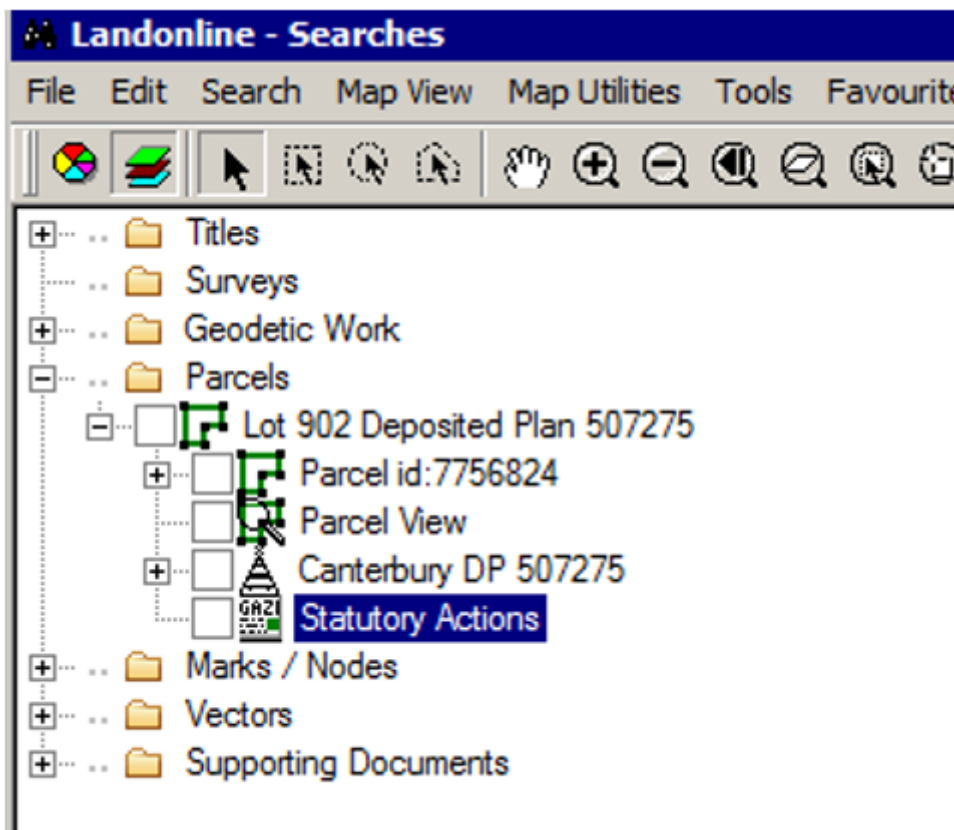 Landonline - Searches
File Edit Search Map View Map Utilities Tools Favourite
Titles
Surveys
Geodetic Work
Parcels
Lot 902 Deposited Plan 507275
Parcel id:7756824
Parcel View
Canterbury DP 507275
GAZ
Statutory Actions
Marks / Nodes
Vectors
Supporting Documents